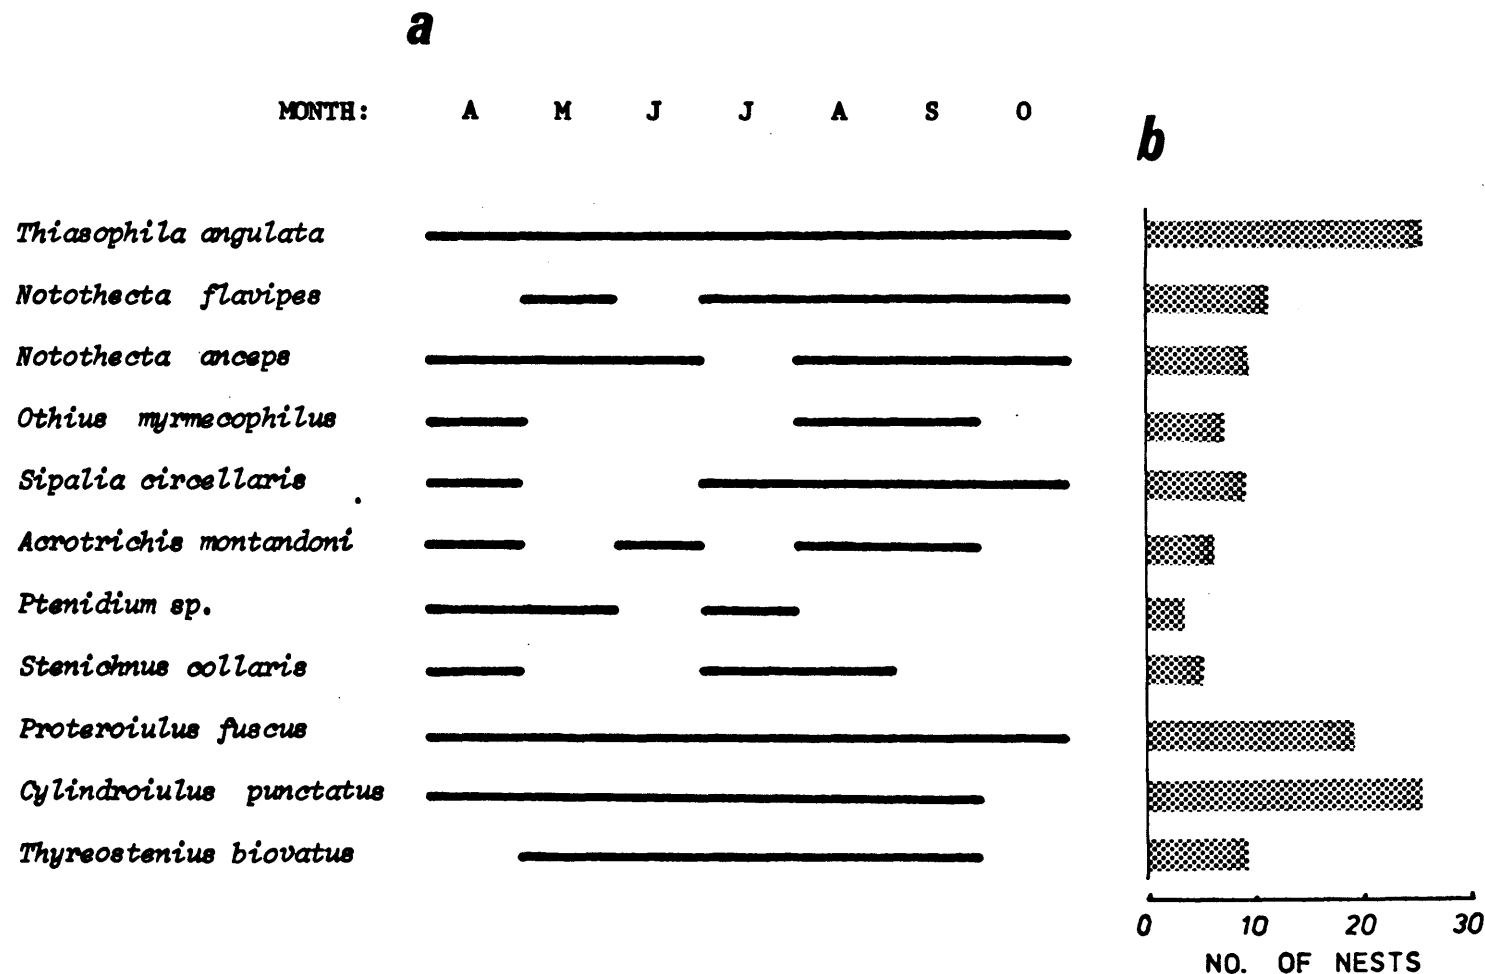 a
MONTH: A M J J A S O
b
Thiasophila angulata
Notothecta flavipes
Notothecta anceps
Othius myrmecophilus
Sipalia circellaris
Acrotrichis montandoni
Ptenidium sp.
Stenichnus collaris
Proteroiulus fuscus
Cylindroiulus punctatus
Thyreostenius biovatus
0 10 20 30
NO. OF NESTS